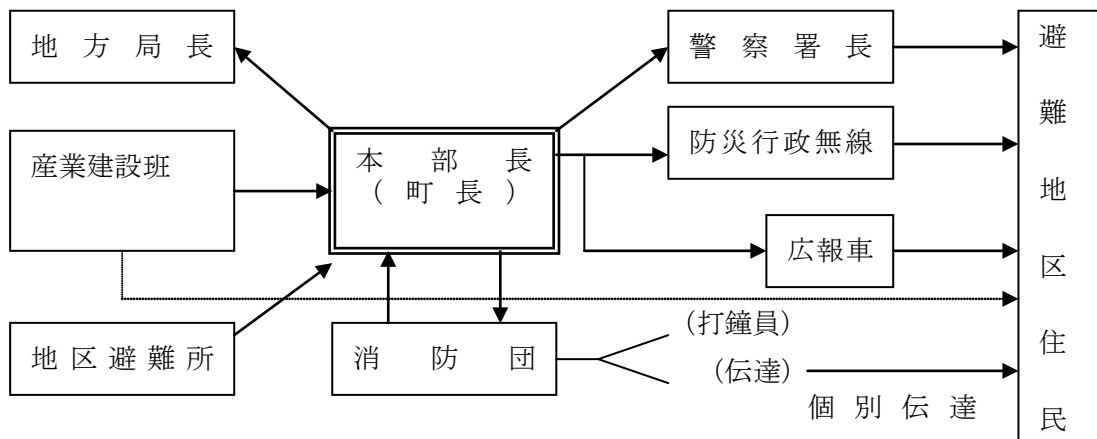 地方局長
警察署長
産業建設班
本部長
(町長)
防災行政無線
広報車
地区避難所
消防団
(打鐘員)
(伝達)
個別伝達
避難地区住民